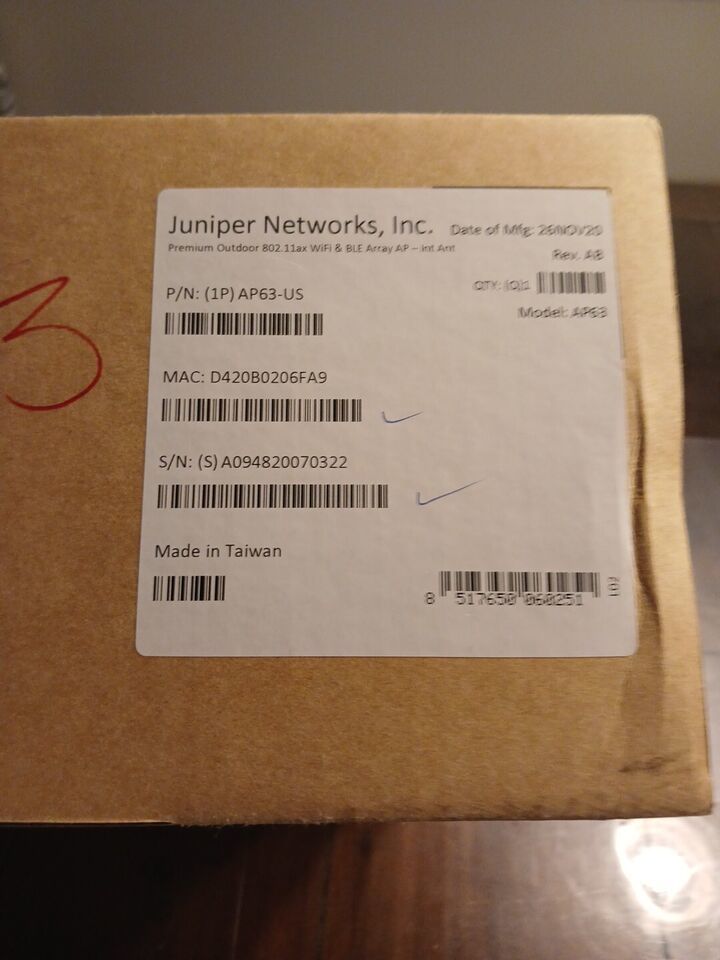 3
Juniper Networks, Inc. Date of Mfg: 26NOV20
Premium Outdoor 802.11ax WiFi & BLE Array AP – Int Ant
Rev. AB
P/N: (1P) AP63-US
QTY: (Q)1
Model: AP63
MAC: D420B0206FA9
S/N: (S) A094820070322
Made in Taiwan
8 517650 060251